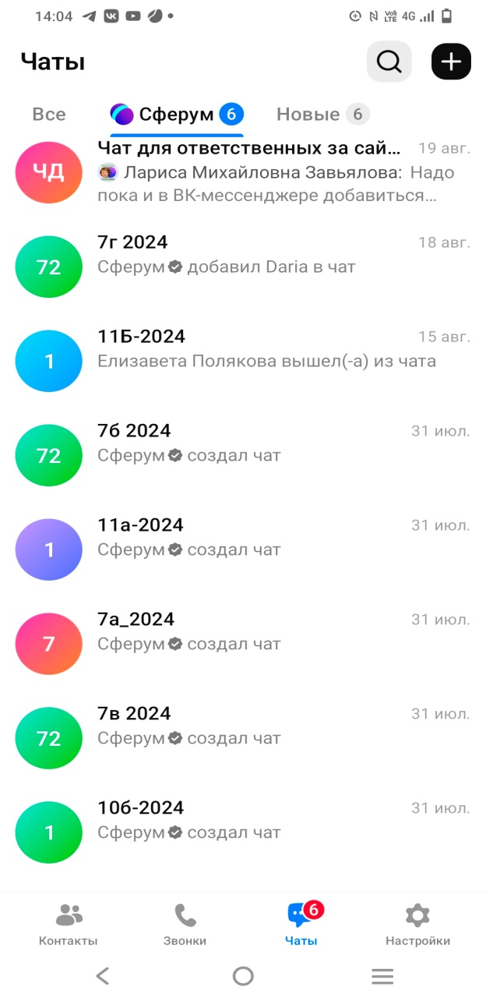 14:04 VoLTE 4G
Чаты
Все Сферум 6 Новые 6
ЧД Чат для ответственных за сай... 19 авг.
Лариса Михайловна Завьялова: Надо
пока и в ВК-мессенджере добавиться...
72 7г 2024 18 авг.
Сферум добавил Daria в чат
1 11Б-2024 15 авг.
Елизавета Полякова вышел(-а) из чата
72 7б 2024 31 июл.
Сферум создал чат
1 11а-2024 31 июл.
Сферум создал чат
7 7а_2024 31 июл.
Сферум создал чат
72 7в 2024 31 июл.
Сферум создал чат
1 10б-2024 31 июл.
Сферум создал чат
6
Контакты Звонки Чаты Настройки